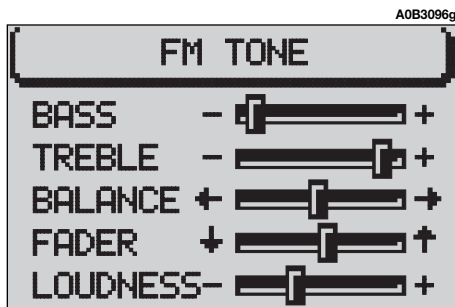 A0B3096g
FM TONE
BASS - +
TREBLE - +
BALANCE ← →
FADER ↓ ↑
LOUDNESS- +